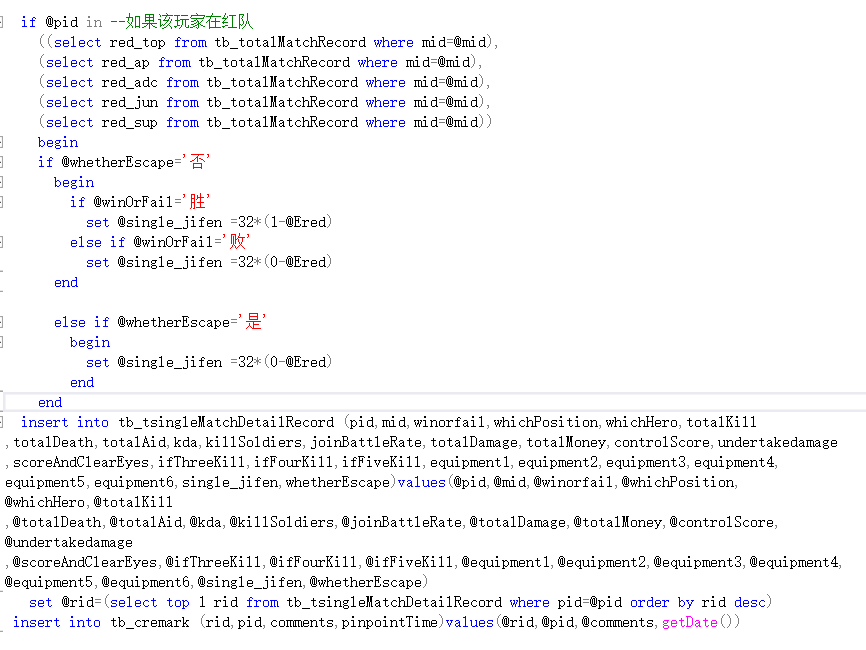 if @pid in --如果该玩家在红队
((select red_top from tb_totalMatchRecord where mid=@mid),
(select red_ap from tb_totalMatchRecord where mid=@mid),
(select red_adc from tb_totalMatchRecord where mid=@mid),
(select red_jun from tb_totalMatchRecord where mid=@mid),
(select red_sup from tb_totalMatchRecord where mid=@mid))
begin
if @whetherEscape='否'
begin
if @winOrFail='胜'
set @single_jifen =32*(1-@Ered)
else if @winOrFail='败'
set @single_jifen =32*(0-@Ered)
end
else if @whetherEscape='是'
begin
set @single_jifen =32*(0-@Ered)
end
end
insert into tb_tsingleMatchDetailRecord (pid,mid,winorfail,whichPosition,whichHero,totalKill
,totalDeath,totalAid,kda,killSoldiers,joinBattleRate,totalDamage,totalMoney,controlScore,undertakedamage
,scoreAndClearEyes,ifThreeKill,ifFourKill,ifFiveKill,equipment1,equipment2,equipment3,equipment4,
equipment5,equipment6,single_jifen,whetherEscape)values(@pid,@mid,@winorfail,@whichPosition,
@whichHero,@totalKill
,@totalDeath,@totalAid,@kda,@killSoldiers,@joinBattleRate,@totalDamage,@totalMoney,@controlScore,
@undertakedamage
,@scoreAndClearEyes,@ifThreeKill,@ifFourKill,@ifFiveKill,@equipment1,@equipment2,@equipment3,@equipment4,
@equipment5,@equipment6,@single_jifen,@whetherEscape)
set @rid=(select top 1 rid from tb_tsingleMatchDetailRecord where pid=@pid order by rid desc)
insert into tb_cremark (rid,pid,comments,pinpointTime)values(@rid,@pid,@comments,getDate())